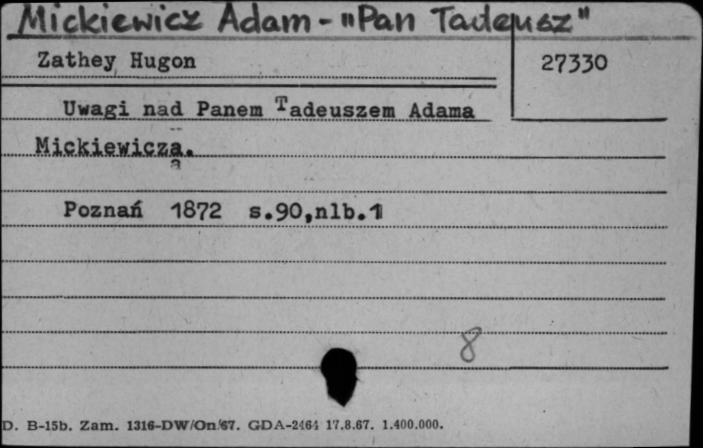 Mickiewicz Adam - "Pan Tadeusz"
Zathey Hugon 27330
Uwagi nad Panem Tadeuszem Adama
Mickiewicza.
a
Poznań 1872 s.90,nlb.1
8
D. B-15b. Zam. 1316-DW/On/67. GDA-2464 17.8.67. 1.400.000.